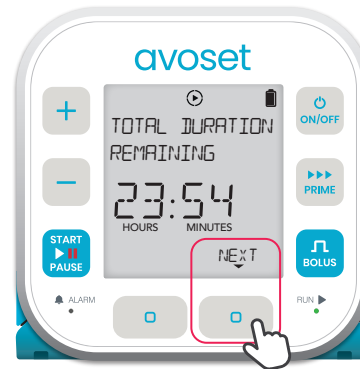 avoset
+
ON/OFF
TOTAL DURATION
REMAINING
–
PRIME
23:54
HOURS MINUTES
START
PAUSE
NEXT
BOLUS
ALARM
RUN